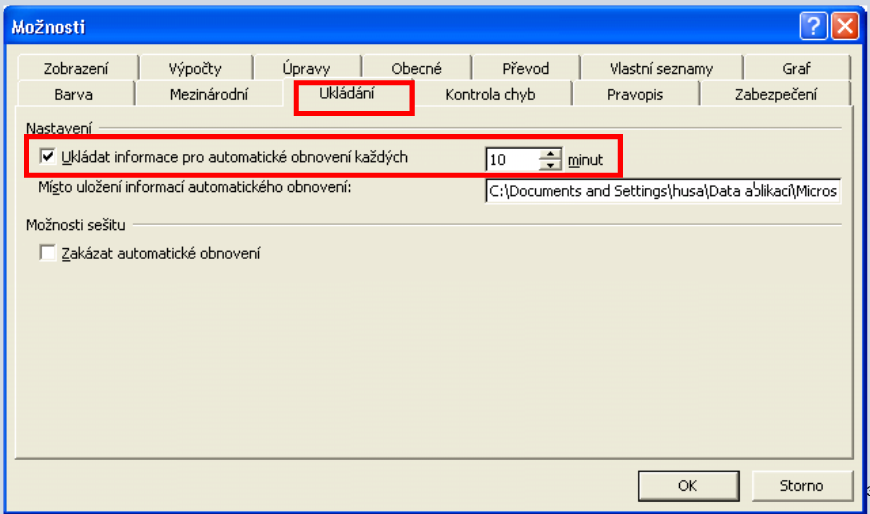 Možnosti
Zobrazení Výpočty Úpravy Obecné Převod Vlastní seznamy Graf
Barva Mezinárodní Ukládání Kontrola chyb Pravopis Zabezpečení
Nastavení
Ukládat informace pro automatické obnovení každých 10 minut
Místo uložení informací automatického obnovení: C:\Documents and Settings\husa\Data aplikací\Micros
Možnosti sešitu
Zakázat automatické obnovení
OK Storno